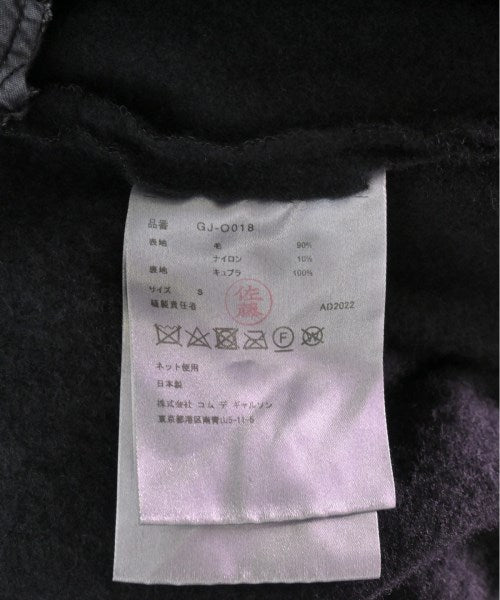 品番 GJ-O018
表地 毛 90%
ナイロン 10%
裏地 キュプラ 100%
サイズ S
縫製責任者 佐藤 AD2022
F W
ネット使用
日本製
株式会社 コム デ ギャルソン
東京都港区南青山5-11-5